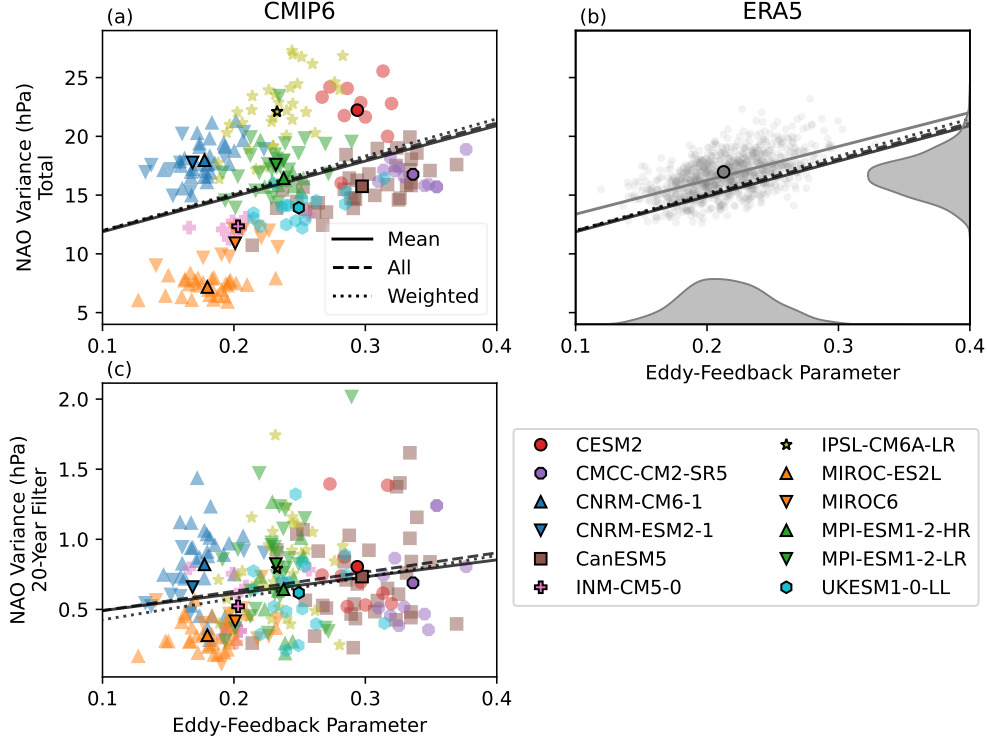 (a) CMIP6
(b) ERA5
NAO Variance (hPa)
Total
25
20
15
10
5
Mean
All
Weighted
0.1 0.2 0.3 0.4
0.1 0.2 0.3 0.4
Eddy-Feedback Parameter
(c)
NAO Variance (hPa)
20-Year Filter
2.0
1.5
1.0
0.5
0.1 0.2 0.3 0.4
Eddy-Feedback Parameter
CESM2
CMCC-CM2-SR5
CNRM-CM6-1
CNRM-ESM2-1
CanESM5
INM-CM5-0
IPSL-CM6A-LR
MIROC-ES2L
MIROC6
MPI-ESM1-2-HR
MPI-ESM1-2-LR
UKESM1-0-LL